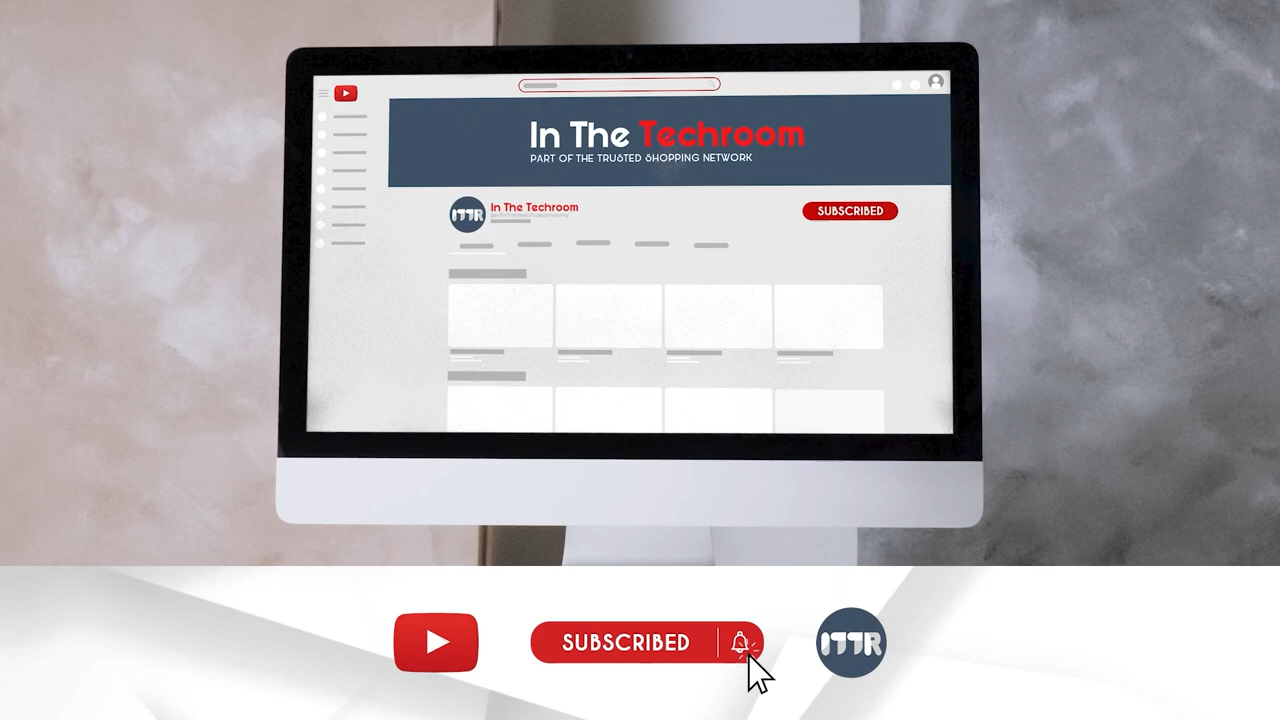 In The Techroom
PART OF THE TRUSTED SHOPPING NETWORK
ITTR
In The Techroom
SUBSCRIBED
SUBSCRIBED
ITTR